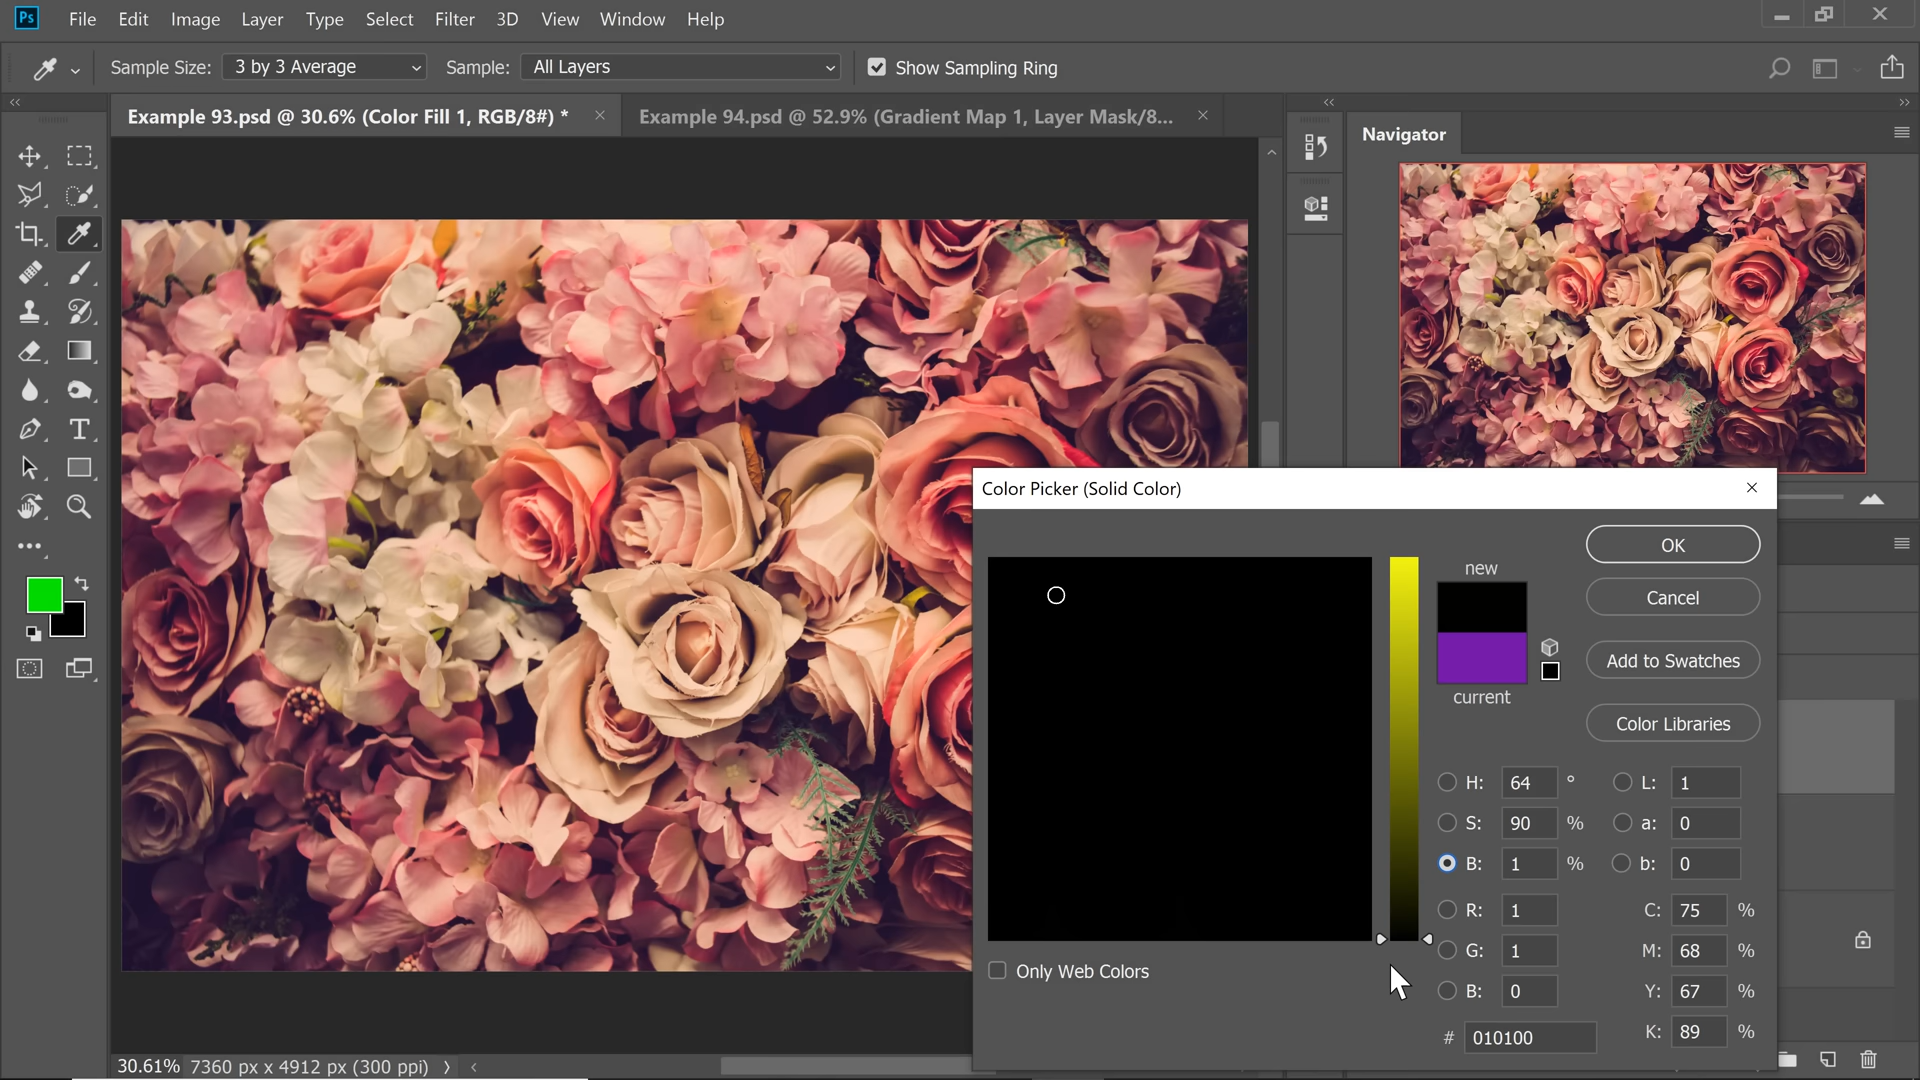 Ps File Edit Image Layer Type Select Filter 3D View Window Help
Sample Size: 3 by 3 Average Sample: All Layers Show Sampling Ring
Example 93.psd @ 30.6% (Color Fill 1, RGB/8#) * Example 94.psd @ 52.9% (Gradient Map 1, Layer Mask/8...
Navigator
Color Picker (Solid Color)
OK
new
Cancel
Add to Swatches
current
Color Libraries
H: 64 ° L: 1
S: 90 % a: 0
B: 1 % b: 0
R: 1 C: 75 %
G: 1 M: 68 %
Only Web Colors
B: 0 Y: 67 %
# 010100 K: 89 %
30.61% 7360 px x 4912 px (300 ppi)